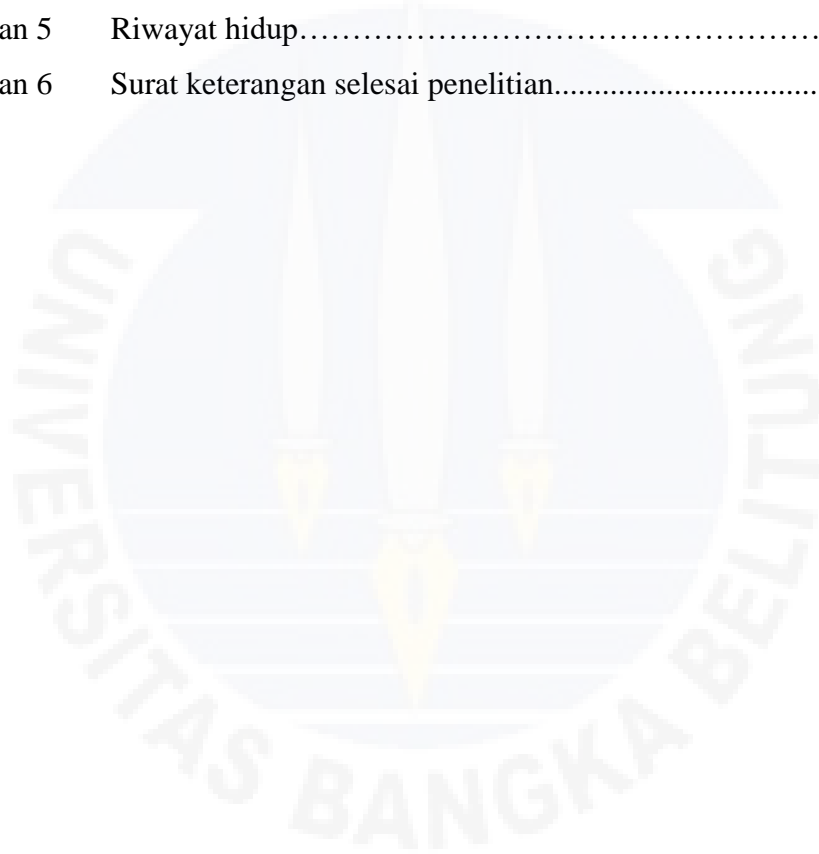 an 5 Riwayat hidup……………………………………………
an 6 Surat keterangan selesai penelitian.................................
UNIVERSITAS BANGKA BELITUNG